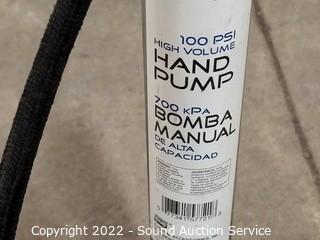 100 PSI
HIGH VOLUME
HAND
PUMP
700 kPa
BOMBA
MANUAL
DE ALTA
CAPACIDAD
Copyright 2022 - Sound Auction Service